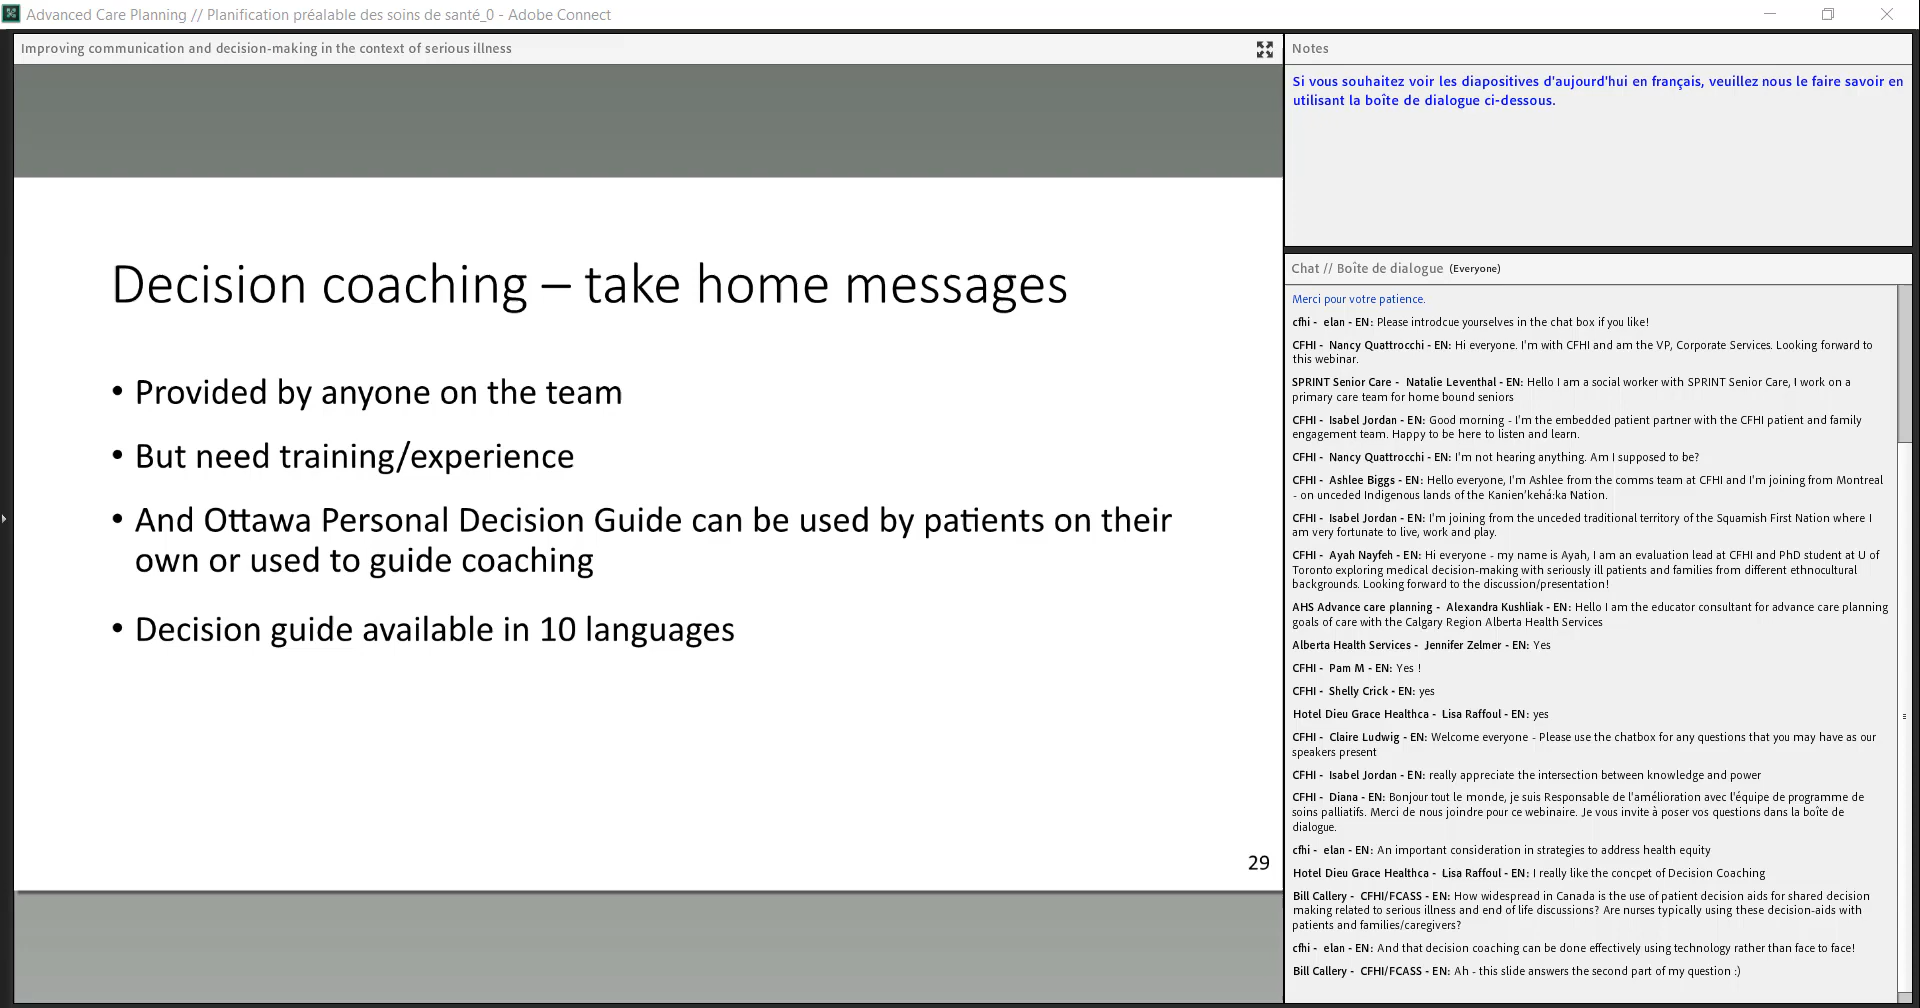 Advanced Care Planning // Planification préalable des soins de santé_0 - Adobe Connect
Improving communication and decision-making in the context of serious illness
Decision coaching – take home messages
• Provided by anyone on the team
• But need training/experience
• And Ottawa Personal Decision Guide can be used by patients on their
own or used to guide coaching
• Decision guide available in 10 languages
29
Notes
Si vous souhaitez voir les diapositives d'aujourd'hui en français, veuillez nous le faire savoir en
utilisant la boîte de dialogue ci-dessous.
Chat // Boîte de dialogue (Everyone)
Merci pour votre patience.
cfhi - elan - EN: Please introdcue yourselves in the chat box if you like!
CFHI - Nancy Quattrocchi - EN: Hi everyone. I'm with CFHI and am the VP, Corporate Services. Looking forward to
this webinar.
SPRINT Senior Care - Natalie Leventhal - EN: Hello I am a social worker with SPRINT Senior Care, I work on a
primary care team for home bound seniors
CFHI - Isabel Jordan - EN: Good morning - I'm the embedded patient partner with the CFHI patient and family
engagement team. Happy to be here to listen and learn.
CFHI - Nancy Quattrocchi - EN: I'm not hearing anything. Am I supposed to be?
CFHI - Ashlee Biggs - EN: Hello everyone, I'm Ashlee from the comms team at CFHI and I'm joining from Montreal
- on unceded Indigenous lands of the Kanien’kehá:ka Nation.
CFHI - Isabel Jordan - EN: I'm joining from the unceded traditional territory of the Squamish First Nation where I
am very fortunate to live, work and play.
CFHI - Ayah Nayfeh - EN: Hi everyone - my name is Ayah, I am an evaluation lead at CFHI and PhD student at U of
Toronto exploring medical decision-making with seriously ill patients and families from different ethnocultural
backgrounds. Looking forward to the discussion/presentation!
AHS Advance care planning - Alexandra Kushliak - EN: Hello I am the educator consultant for advance care planning
goals of care with the Calgary Region Alberta Health Services
Alberta Health Services - Jennifer Zelmer - EN: Yes
CFHI - Pam M - EN: Yes !
CFHI - Shelly Crick - EN: yes
Hotel Dieu Grace Healthca - Lisa Raffoul - EN: yes
CFHI - Claire Ludwig - EN: Welcome everyone - Please use the chatbox for any questions that you may have as our
speakers present
CFHI - Isabel Jordan - EN: really appreciate the intersection between knowledge and power
CFHI - Diana - EN: Bonjour tout le monde, je suis Responsable de l'amélioration avec l'équipe de programme de
soins palliatifs. Merci de nous joindre pour ce webinaire. Je vous invite à poser vos questions dans la boîte de
dialogue.
cfhi - elan - EN: An important consideration in strategies to address health equity
Hotel Dieu Grace Healthca - Lisa Raffoul - EN: I really like the concpet of Decision Coaching
Bill Callery - CFHI/FCASS - EN: How widespread in Canada is the use of patient decision aids for shared decision
making related to serious illness and end of life discussions? Are nurses typically using these decision-aids with
patients and families/caregivers?
cfhi - elan - EN: And that decision coaching can be done effectively using technology rather than face to face!
Bill Callery - CFHI/FCASS - EN: Ah - this slide answers the second part of my question :)